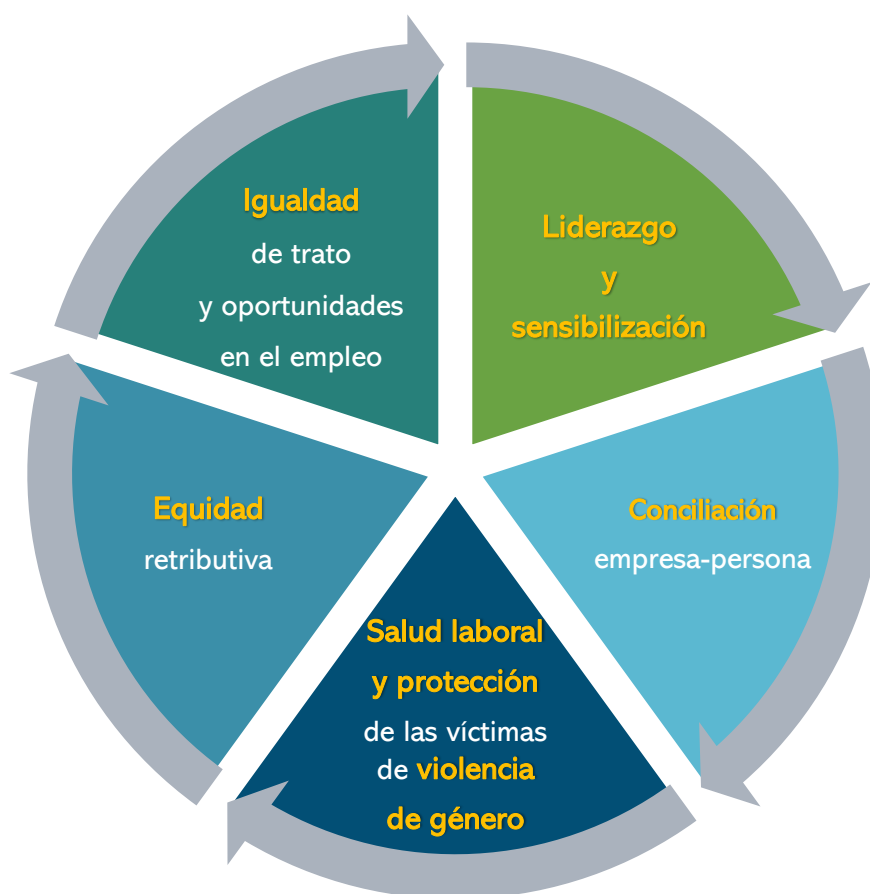 Igualdad
de trato
y oportunidades
en el empleo
Liderazgo
y
sensibilización
Equidad
retributiva
Conciliación
empresa-persona
Salud laboral
y protección
de las víctimas
de violencia
de género